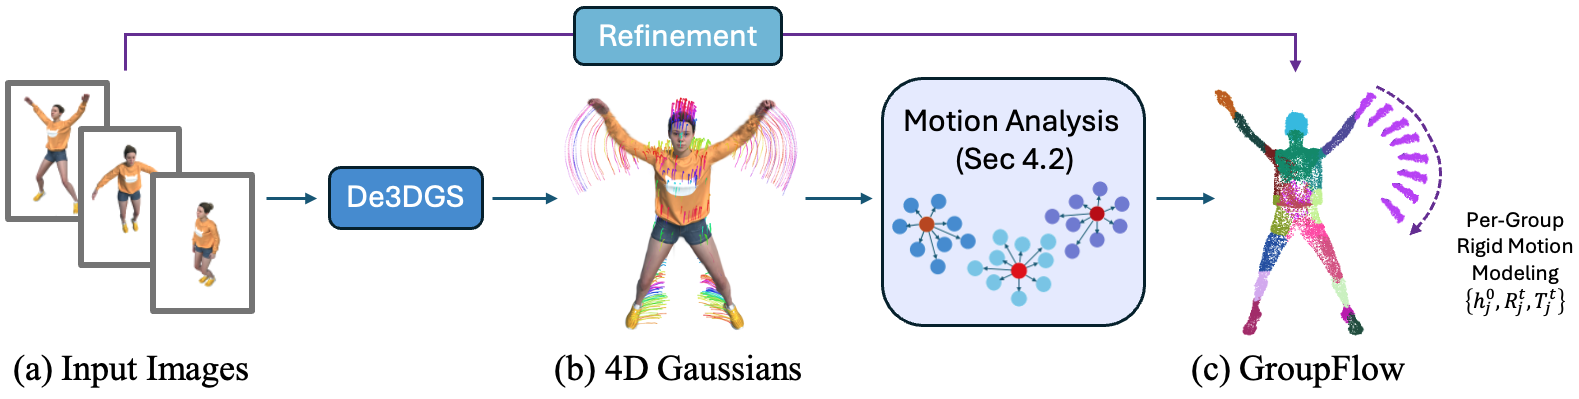 Refinement
De3DGS
Motion Analysis
(Sec 4.2)
Per-Group
Rigid Motion
Modeling
{h_j^0, R_j^t, T_j^t}
(a) Input Images
(b) 4D Gaussians
(c) GroupFlow